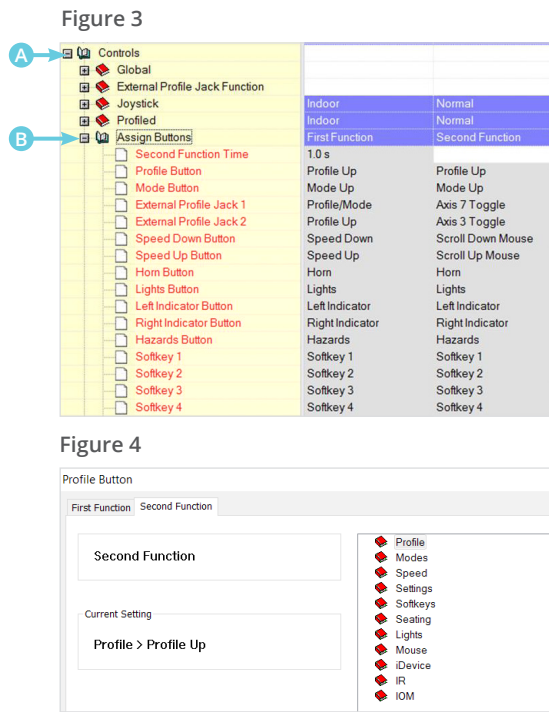 Figure 3
A
Controls
Global
External Profile Jack Function
Joystick Indoor Normal
Profiled Indoor Normal
B
Assign Buttons First Function Second Function
Second Function Time 1.0 s
Profile Button Profile Up Profile Up
Mode Button Mode Up Mode Up
External Profile Jack 1 Profile/Mode Axis 7 Toggle
External Profile Jack 2 Profile Up Axis 3 Toggle
Speed Down Button Speed Down Scroll Down Mouse
Speed Up Button Speed Up Scroll Up Mouse
Horn Button Horn Horn
Lights Button Lights Lights
Left Indicator Button Left Indicator Left Indicator
Right Indicator Button Right Indicator Right Indicator
Hazards Button Hazards Hazards
Softkey 1 Softkey 1 Softkey 1
Softkey 2 Softkey 2 Softkey 2
Softkey 3 Softkey 3 Softkey 3
Softkey 4 Softkey 4 Softkey 4
Figure 4
Profile Button
First Function Second Function
Second Function
Current Setting
Profile > Profile Up
Profile
Modes
Speed
Settings
Softkeys
Seating
Lights
Mouse
iDevice
IR
IOM